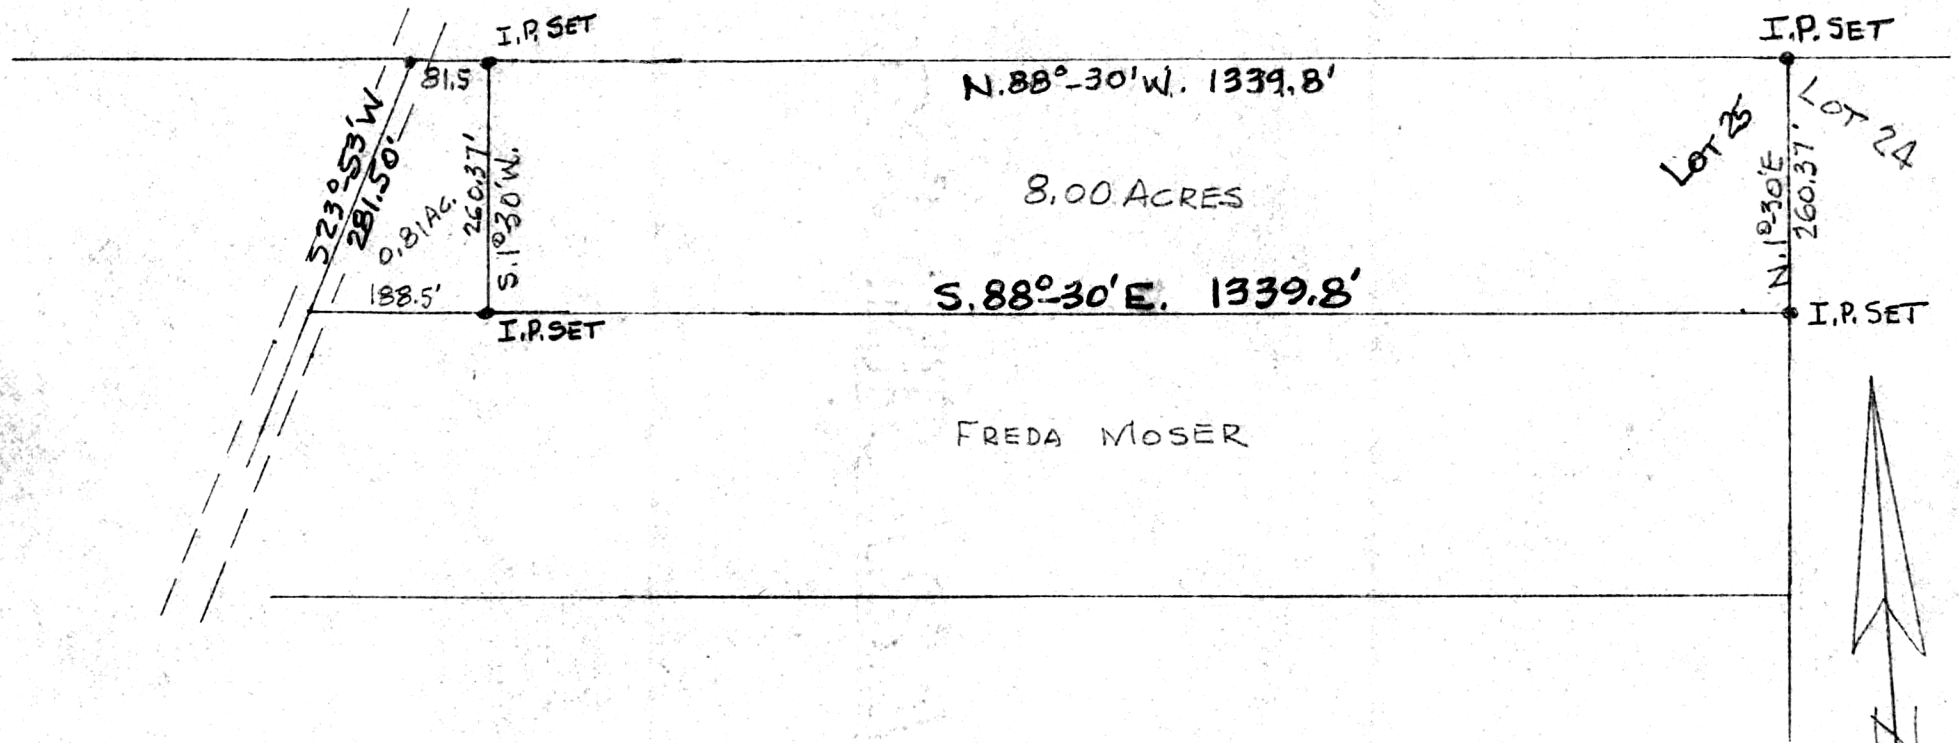 I.P. SET
I.P. SET
81.5
N.88°-30'W. 1339.8'
S23°-53'W
281.50'
0.81 Ac.
260.37'
S.1°30'W.
8.00 ACRES
LOT 25
LOT 24
N.1°-30'E
260.37'
188.5'
S.88°-30'E. 1339.8'
I.P. SET
I.P. SET
FREDA MOSER
N